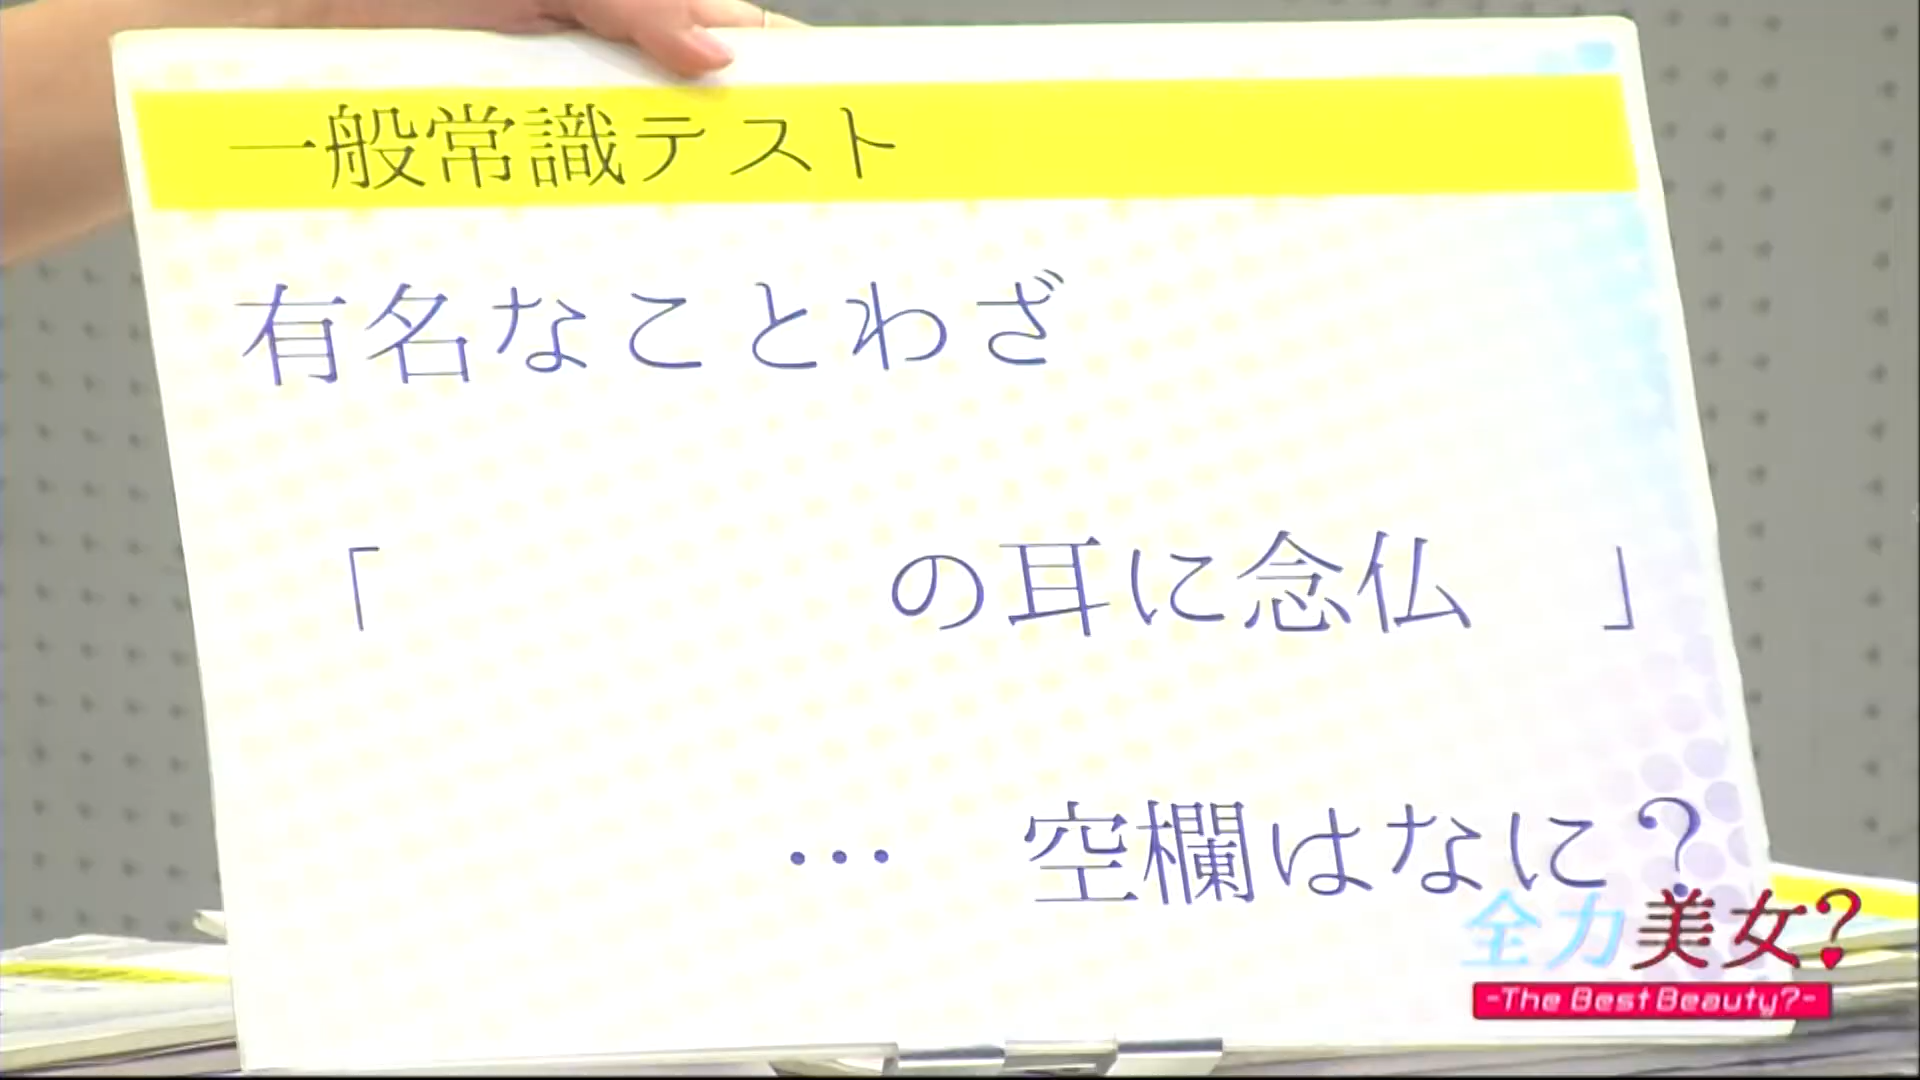 一般常識テスト
有名なことわざ
「　　　　の耳に念仏　」
…　空欄はなに?
全力美女?
-The Best Beauty?-